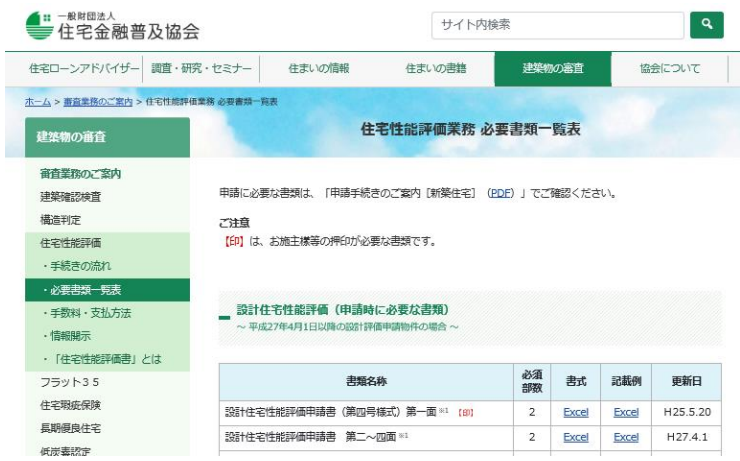 一般財団法人
住宅金融普及協会
サイト内検索
住宅ローンアドバイザー 調査・研究・セミナー 住まいの情報 住まいの書籍 建築物の審査 協会について
ホーム > 審査業務のご案内 > 住宅性能評価業務 必要書類一覧表
建築物の審査
住宅性能評価業務 必要書類一覧表
審査業務のご案内
建築確認検査
構造判定
住宅性能評価
・手続きの流れ
・必要書類一覧表
・手数料・支払方法
・情報開示
・「住宅性能評価書」とは
フラット35
住宅瑕疵保険
長期優良住宅
低炭素認定
申請に必要な書類は、「申請手続きのご案内［新築住宅］（PDF）」でご確認ください。
ご注意
【印】は、お施主様等の押印が必要な書類です。
設計住宅性能評価（申請時に必要な書類）
～ 平成27年4月1日以降の設計評価申請物件の場合 ～
書類名称 必須部数 書式 記載例 更新日
設計住宅性能評価申請書（第四号様式）第一面 ※1 【印】 2 Excel Excel H25.5.20
設計住宅性能評価申請書 第二～四面 ※1 2 Excel Excel H27.4.1